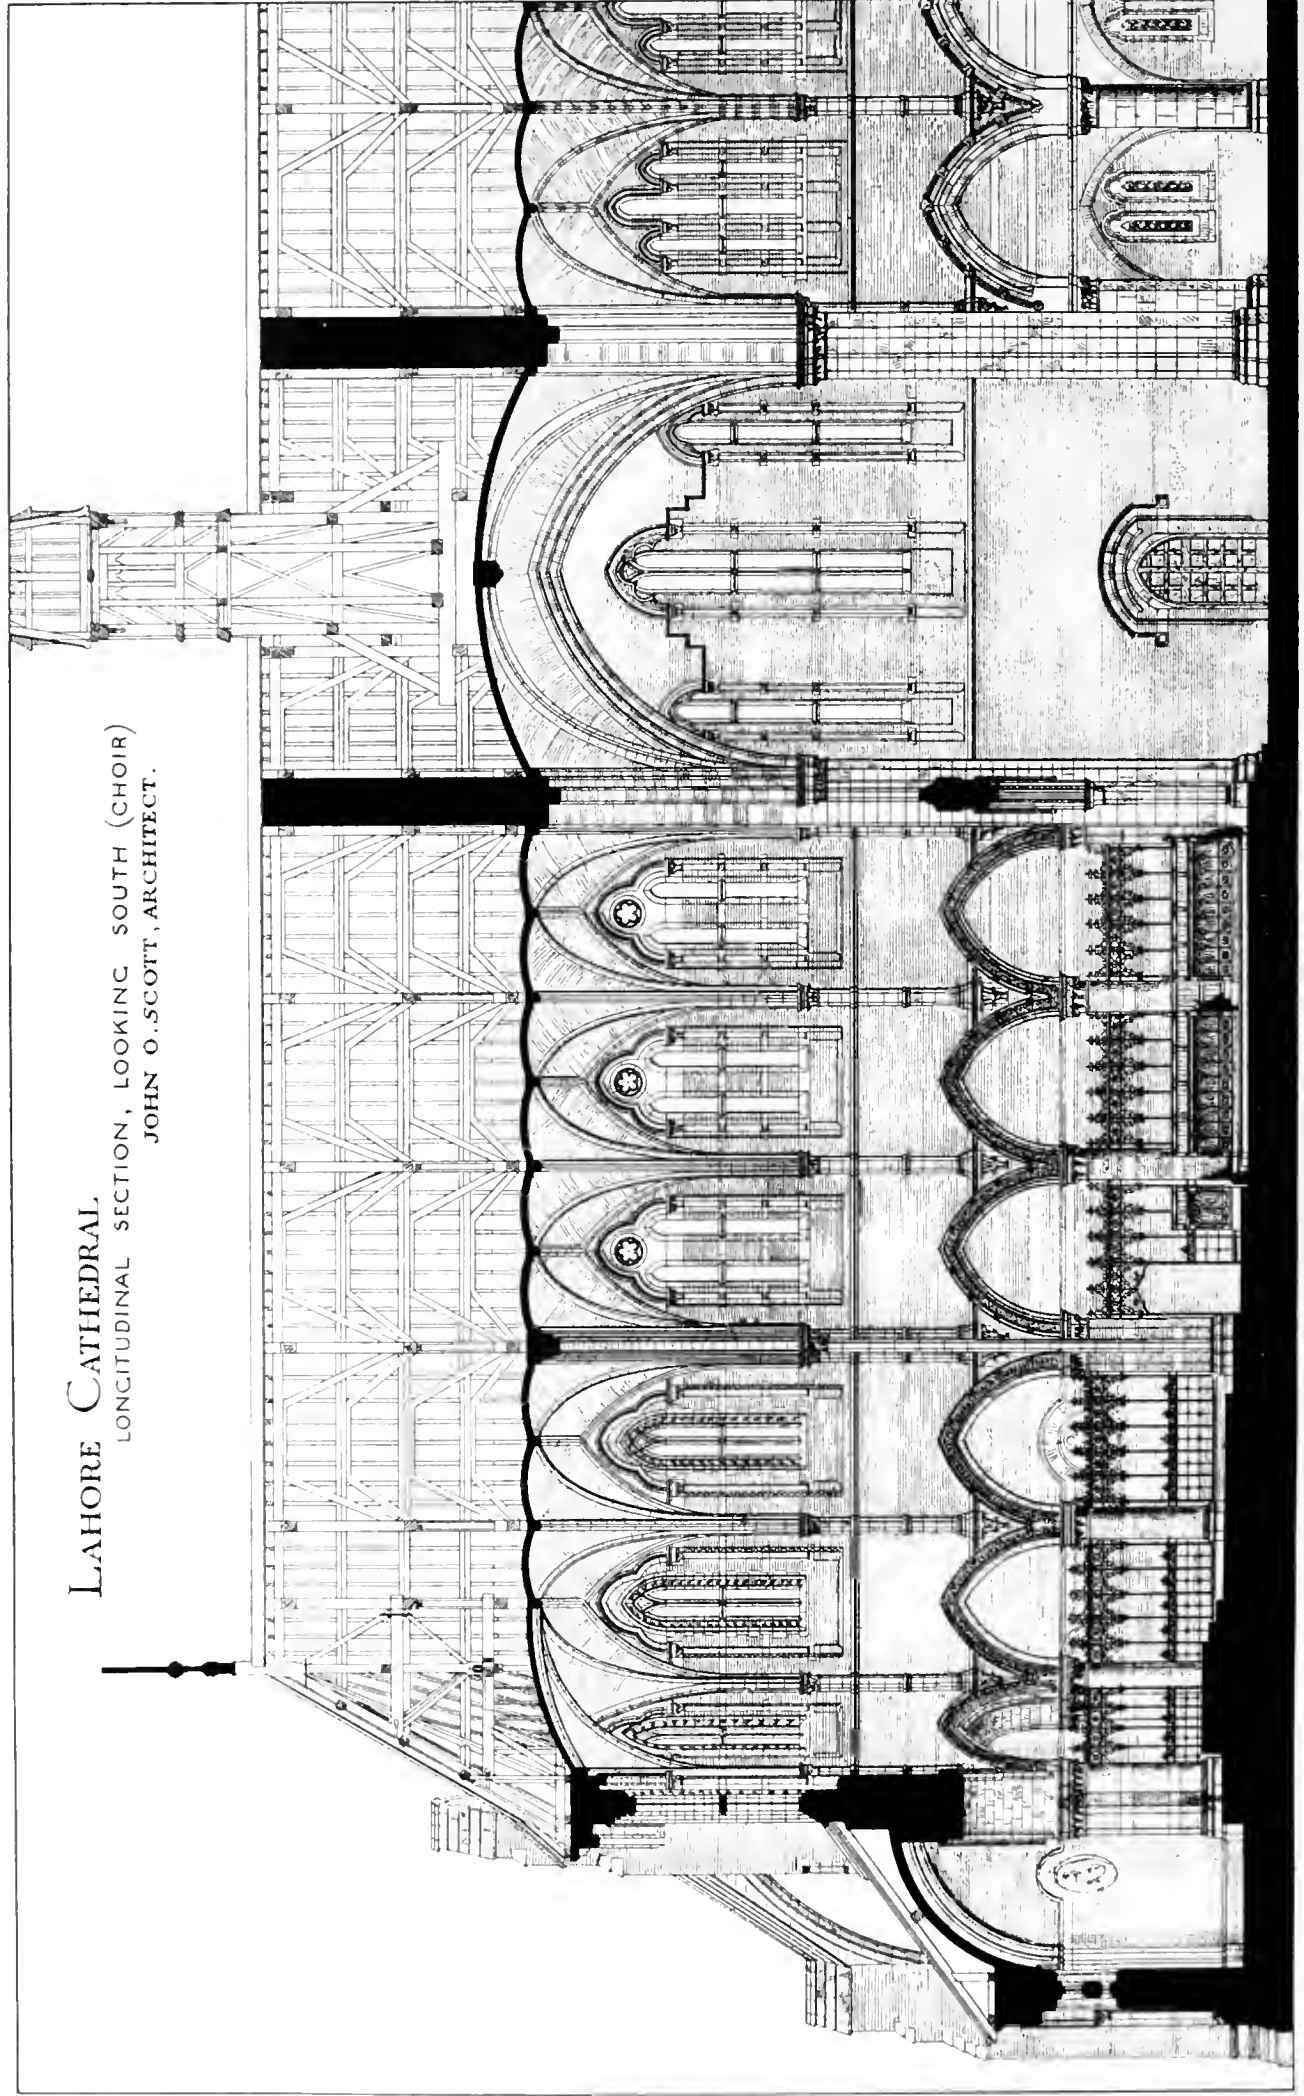 LAHORE CATHEDRAL
LONGITUDINAL SECTION, LOOKING SOUTH (CHOIR)
JOHN O. SCOTT, ARCHITECT.